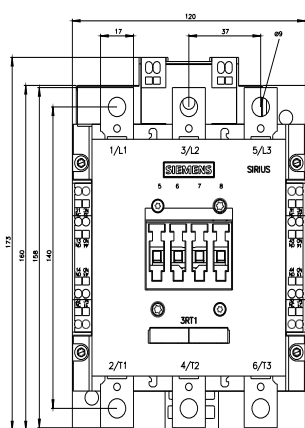 120
17
37
ø9
1/L1
3/L2
5/L3
SIEMENS
SIRIUS
5 6 7 8
173
160
158
140
3RT1
2/T1
4/T2
6/T3